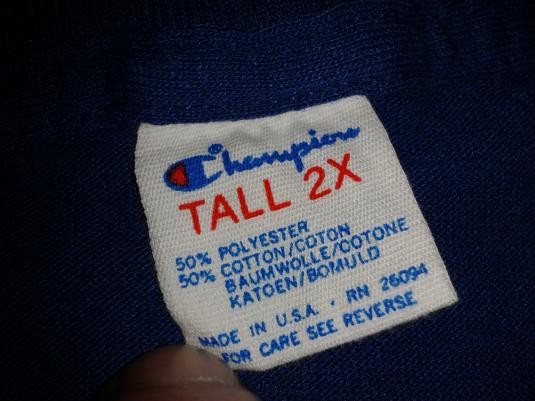 Champion
TALL 2X
50% POLYESTER
50% COTTON/COTON
BAUMWOLLE/COTONE
KATOEN/BOMULD
MADE IN U.S.A. · RN 26094
FOR CARE SEE REVERSE